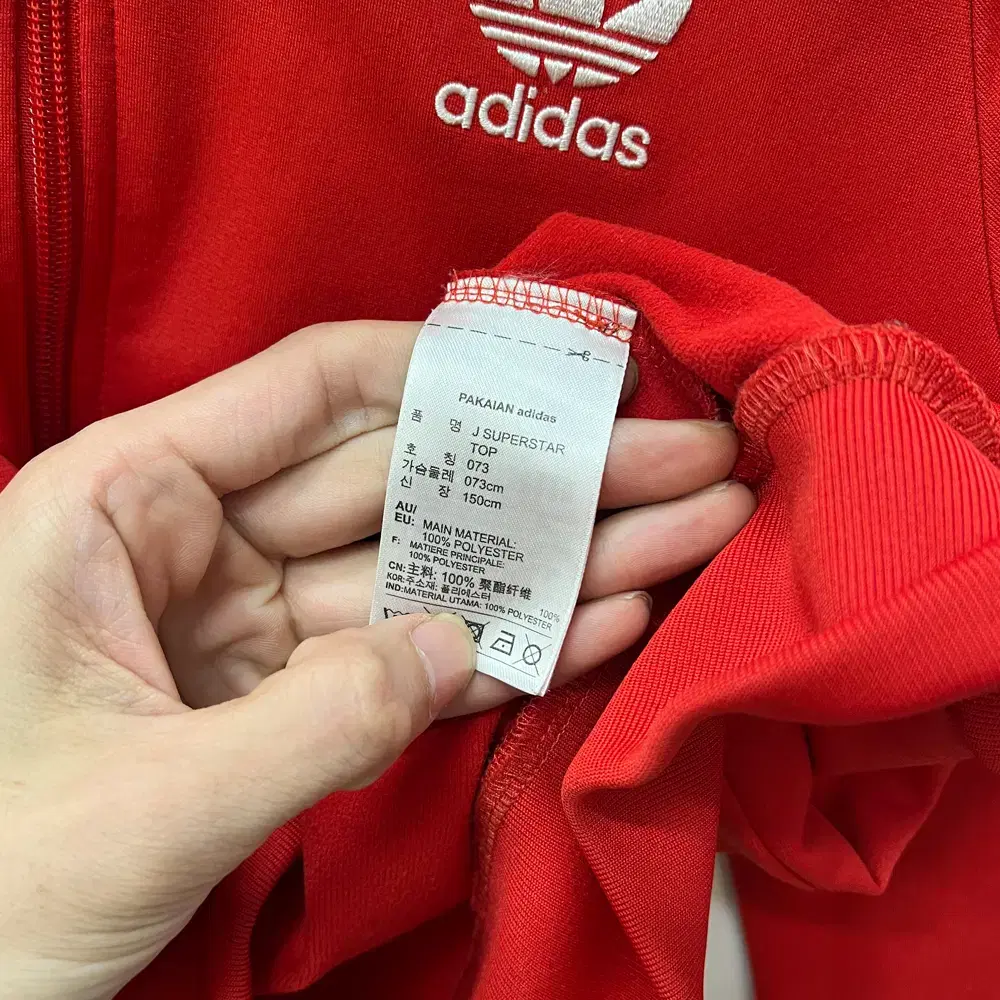 adidas
PAKAIAN adidas
품 명 J SUPERSTAR
TOP
호 칭 073
가슴둘레 073cm
신 장 150cm
AU/
EU: MAIN MATERIAL:
100% POLYESTER
F: MATIERE PRINCIPALE:
100% POLYESTER
CN:主料: 100% 聚酯纤维
KOR:주소재: 폴리에스터 100%
IND:MATERIAL UTAMA: 100% POLYESTER